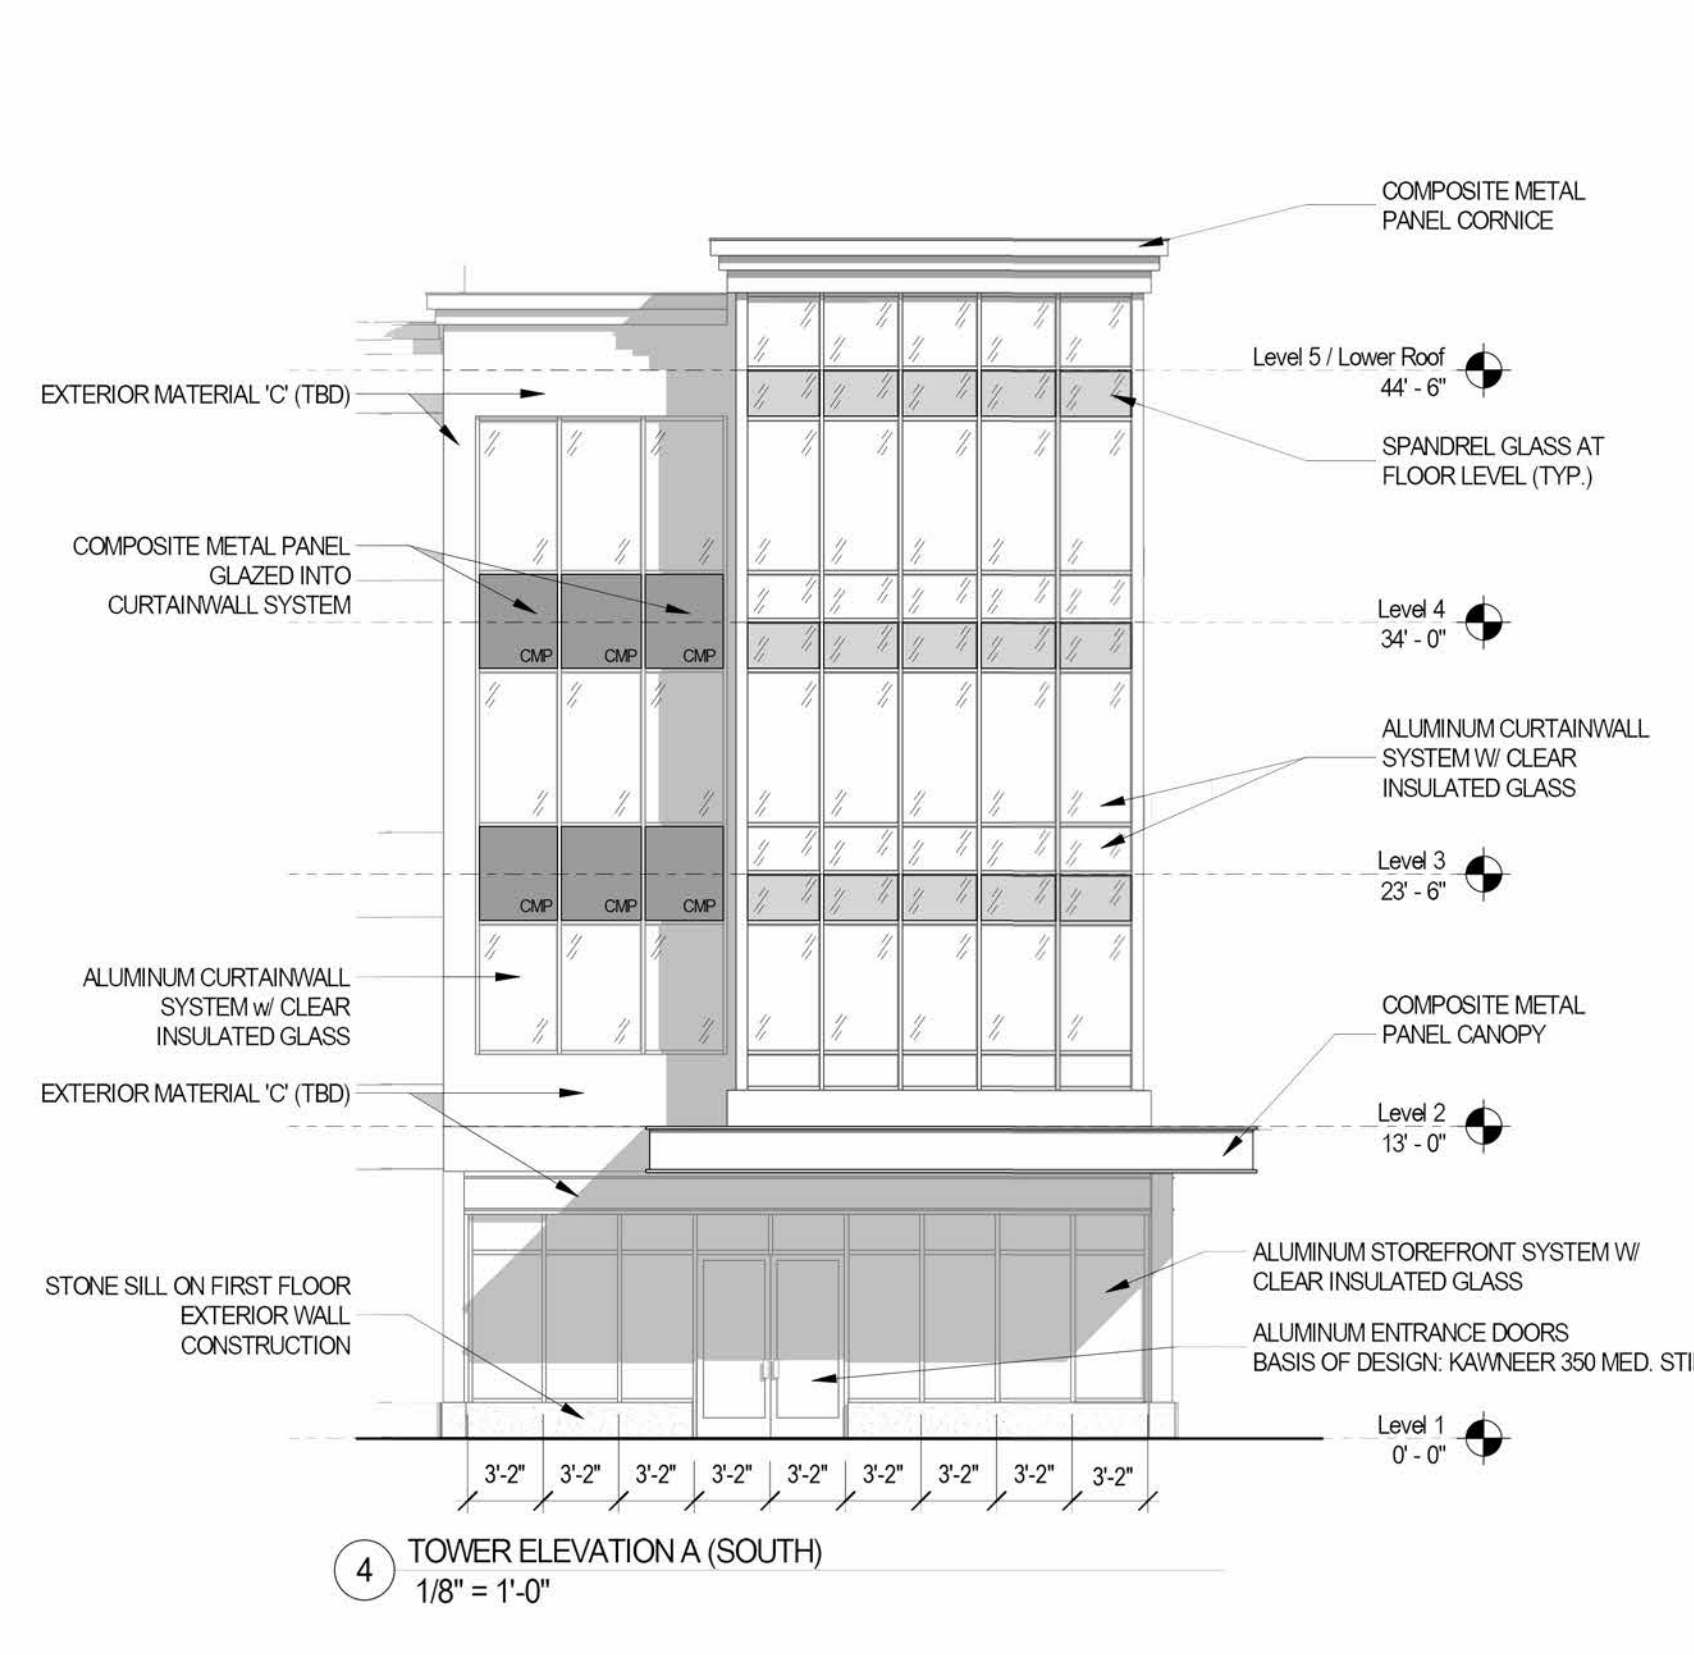 COMPOSITE METAL
PANEL CORNICE
Level 5 / Lower Roof
44' - 6"
EXTERIOR MATERIAL 'C' (TBD)
SPANDREL GLASS AT
FLOOR LEVEL (TYP.)
COMPOSITE METAL PANEL
GLAZED INTO
CURTAINWALL SYSTEM
Level 4
34' - 0"
CMP CMP CMP
ALUMINUM CURTAINWALL
SYSTEM W/ CLEAR
INSULATED GLASS
Level 3
23' - 6"
CMP CMP CMP
ALUMINUM CURTAINWALL
SYSTEM w/ CLEAR
INSULATED GLASS
COMPOSITE METAL
PANEL CANOPY
EXTERIOR MATERIAL 'C' (TBD)
Level 2
13' - 0"
ALUMINUM STOREFRONT SYSTEM W/
CLEAR INSULATED GLASS
STONE SILL ON FIRST FLOOR
EXTERIOR WALL
CONSTRUCTION
ALUMINUM ENTRANCE DOORS
BASIS OF DESIGN: KAWNEER 350 MED.
Level 1
0' - 0"
3'-2" 3'-2" 3'-2" 3'-2" 3'-2" 3'-2" 3'-2" 3'-2" 3'-2"
4 TOWER ELEVATION A (SOUTH)
1/8" = 1'-0"